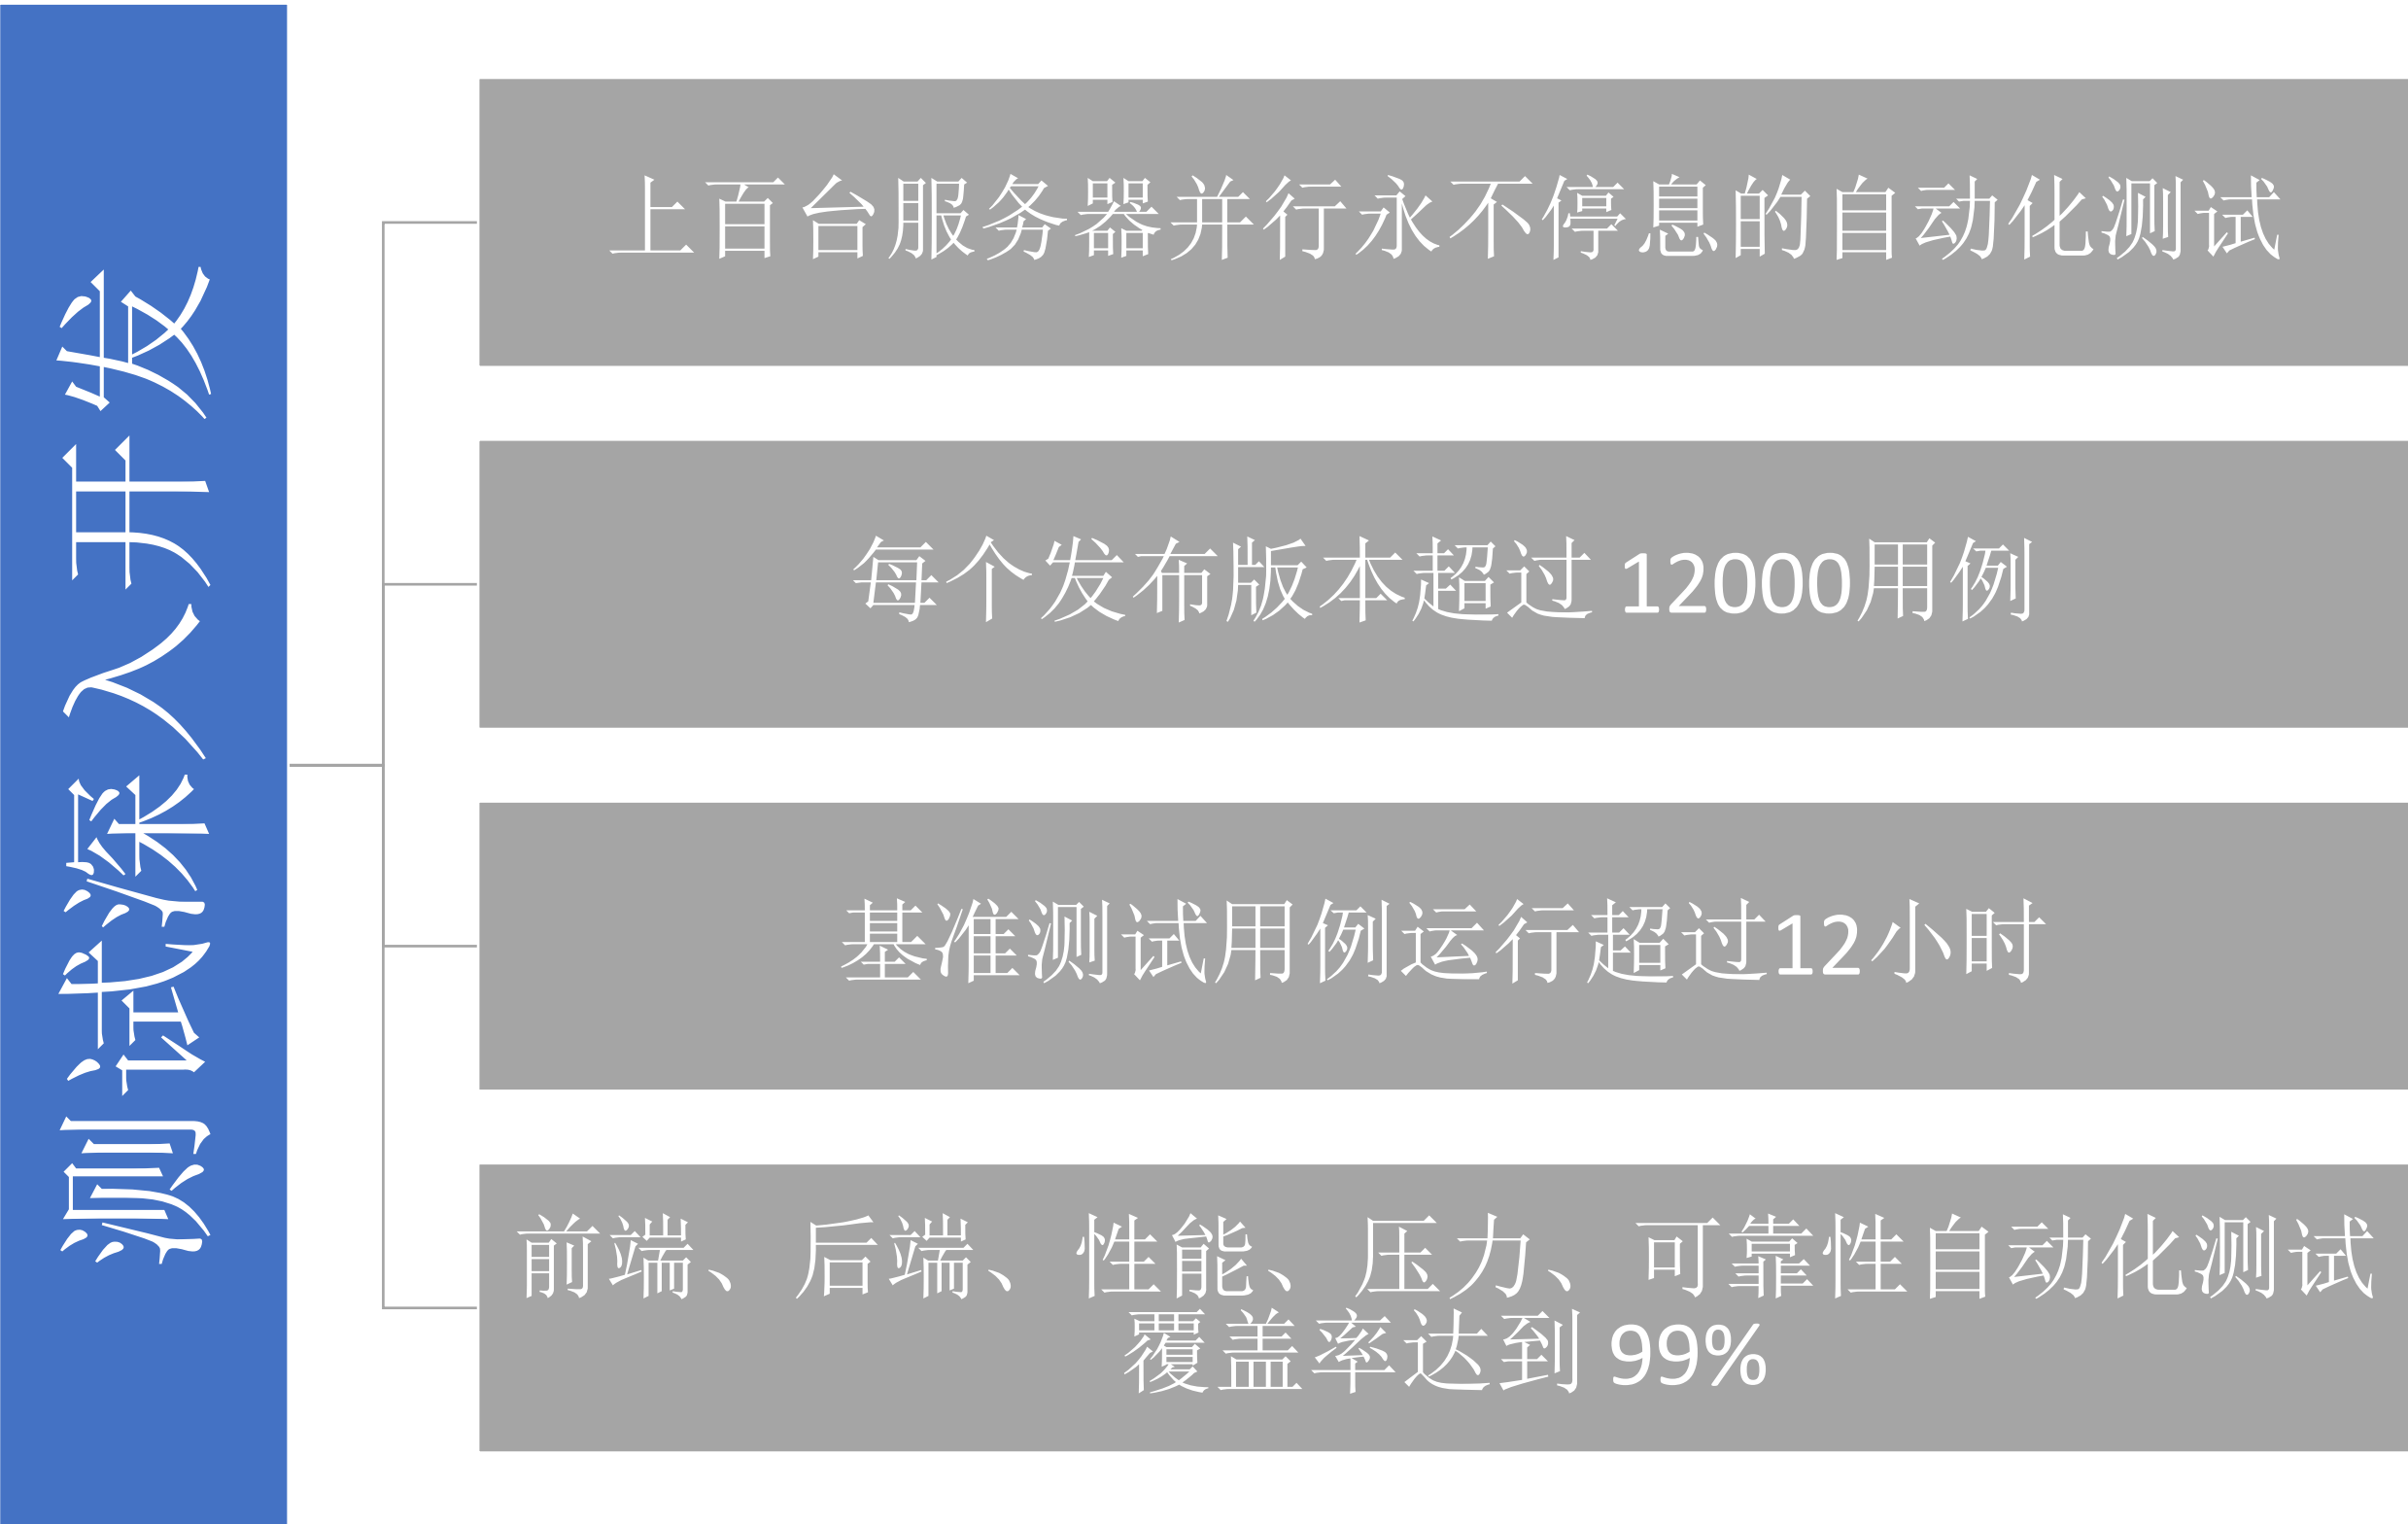 测试深入开发
上百台服务器并行永不停息的自动化测试
每个发布版本超过12000用例
基准测试用例运行超过12小时
前端、后端、性能、压力、可靠性自动化测试
覆盖率达到 99%